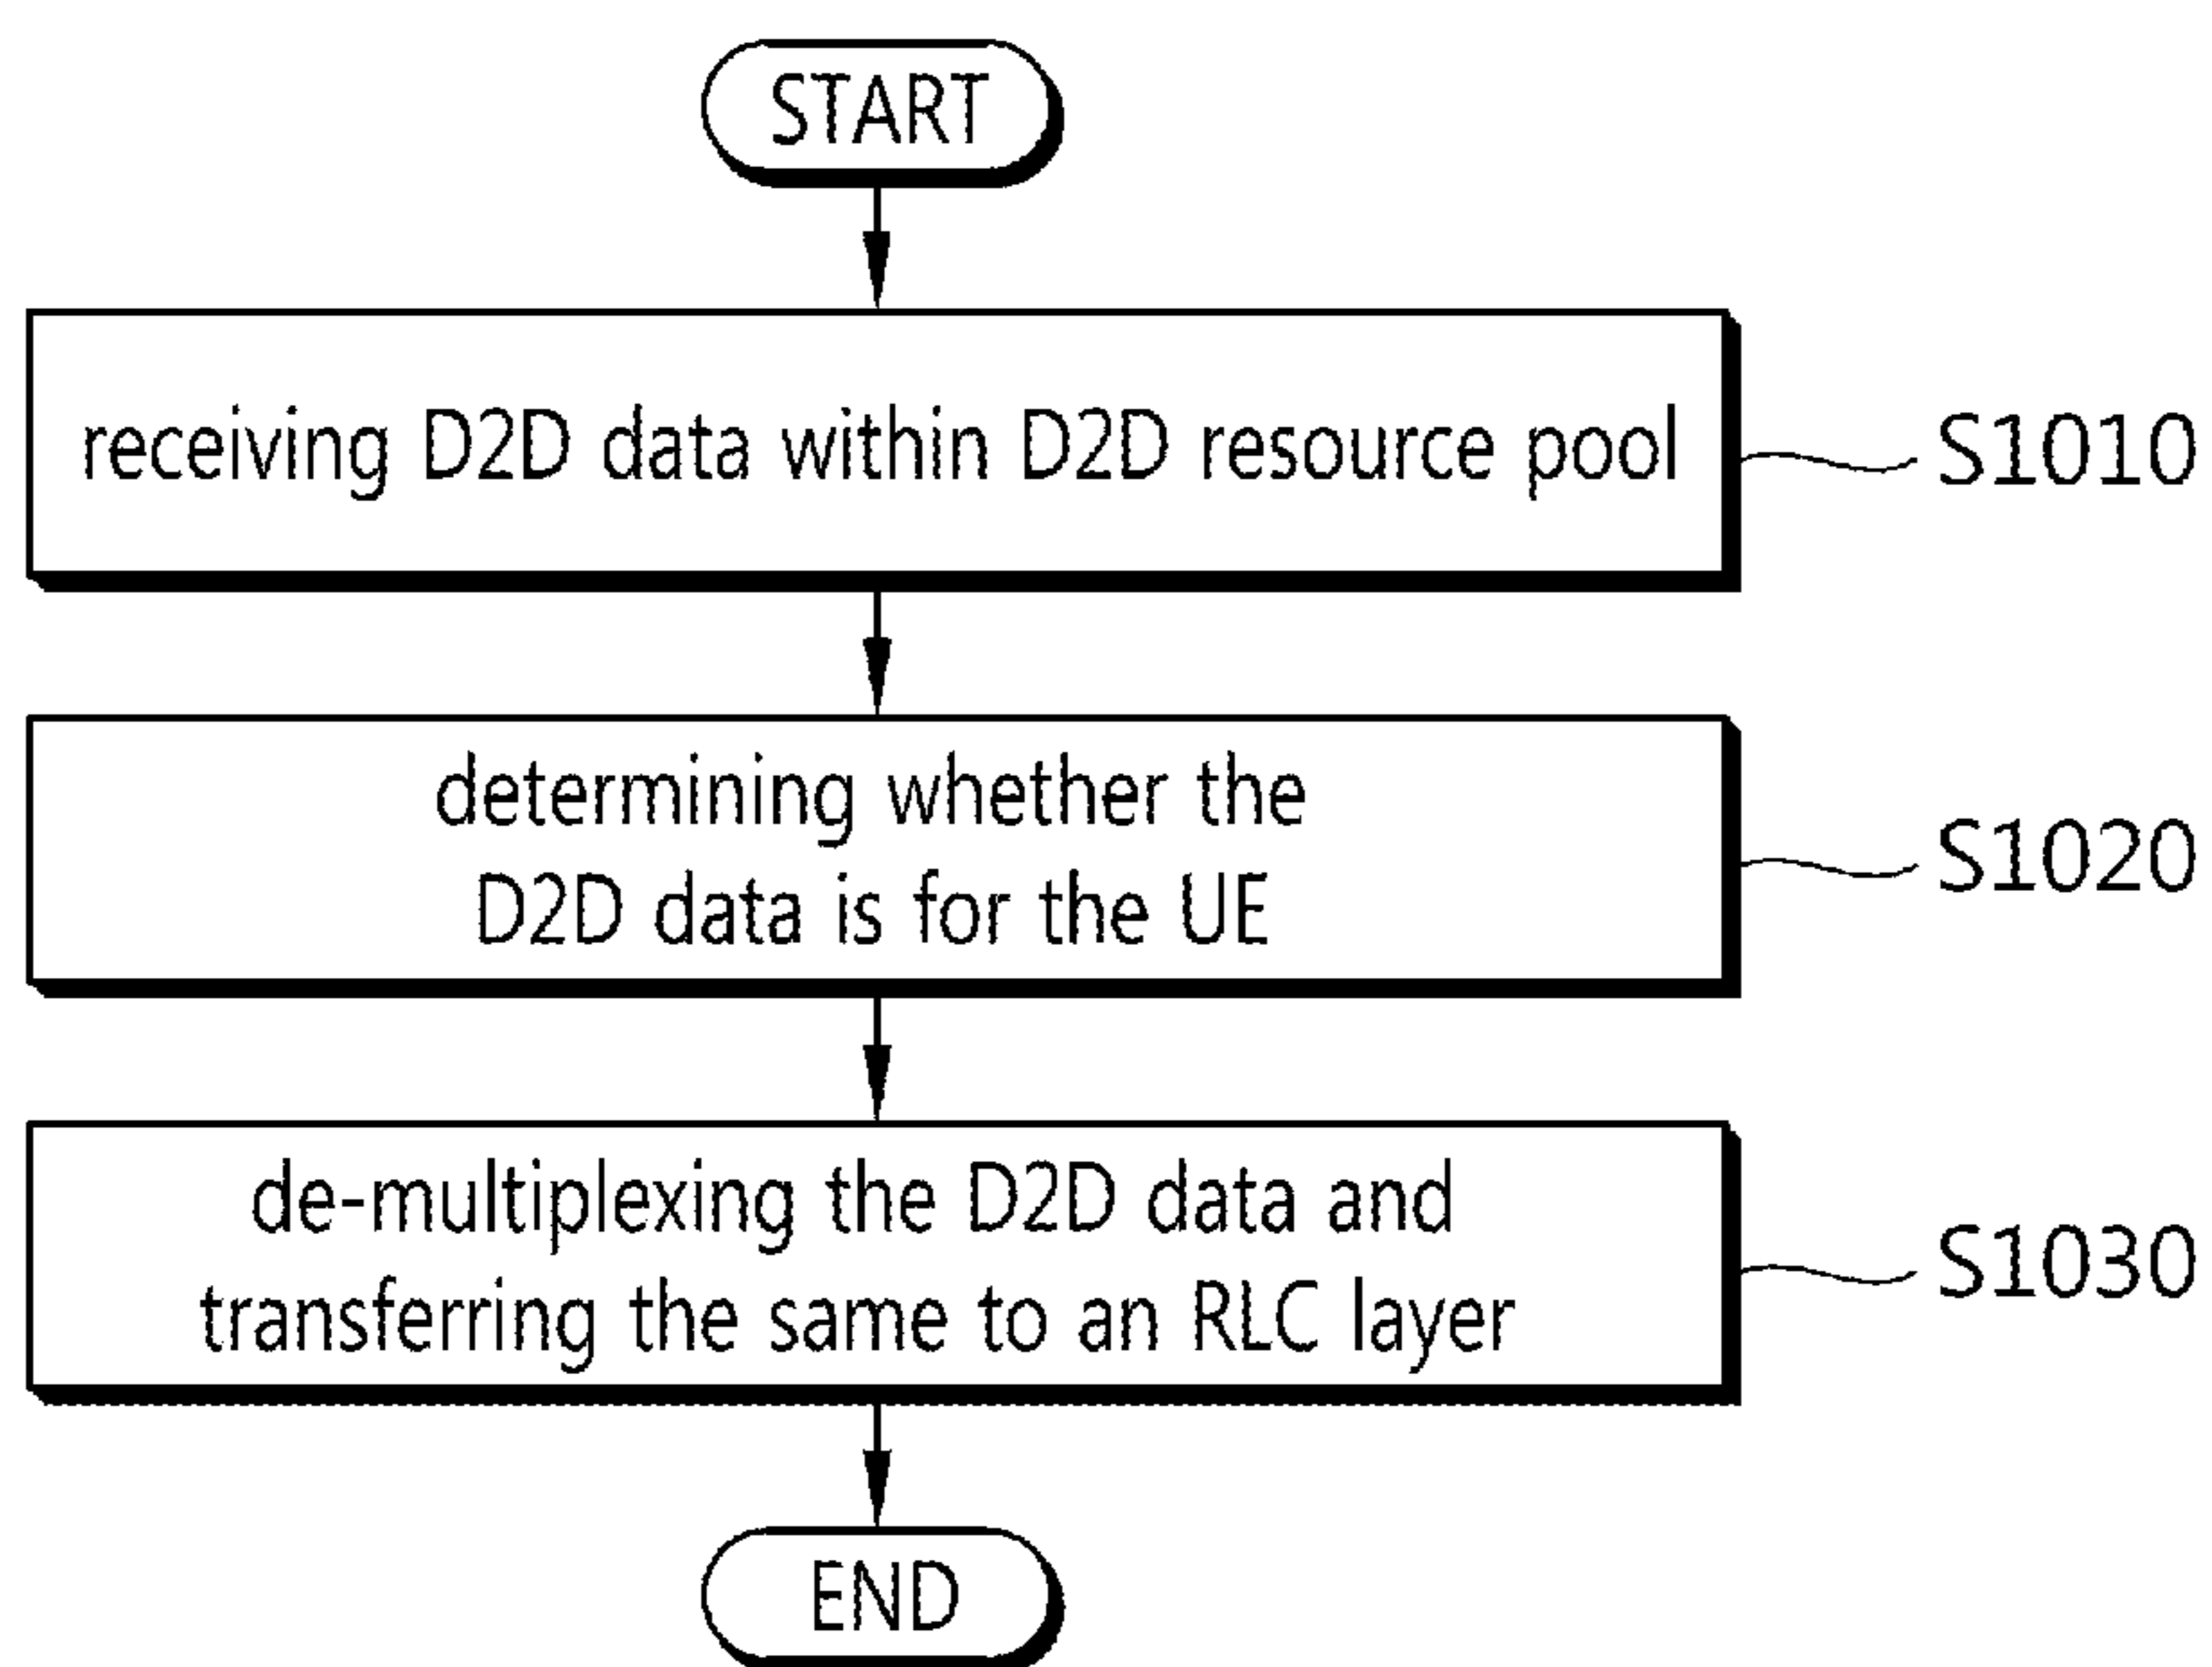 START
receiving D2D data within D2D resource pool
S1010
determining whether the
D2D data is for the UE
S1020
de-multiplexing the D2D data and
transferring the same to an RLC layer
S1030
END